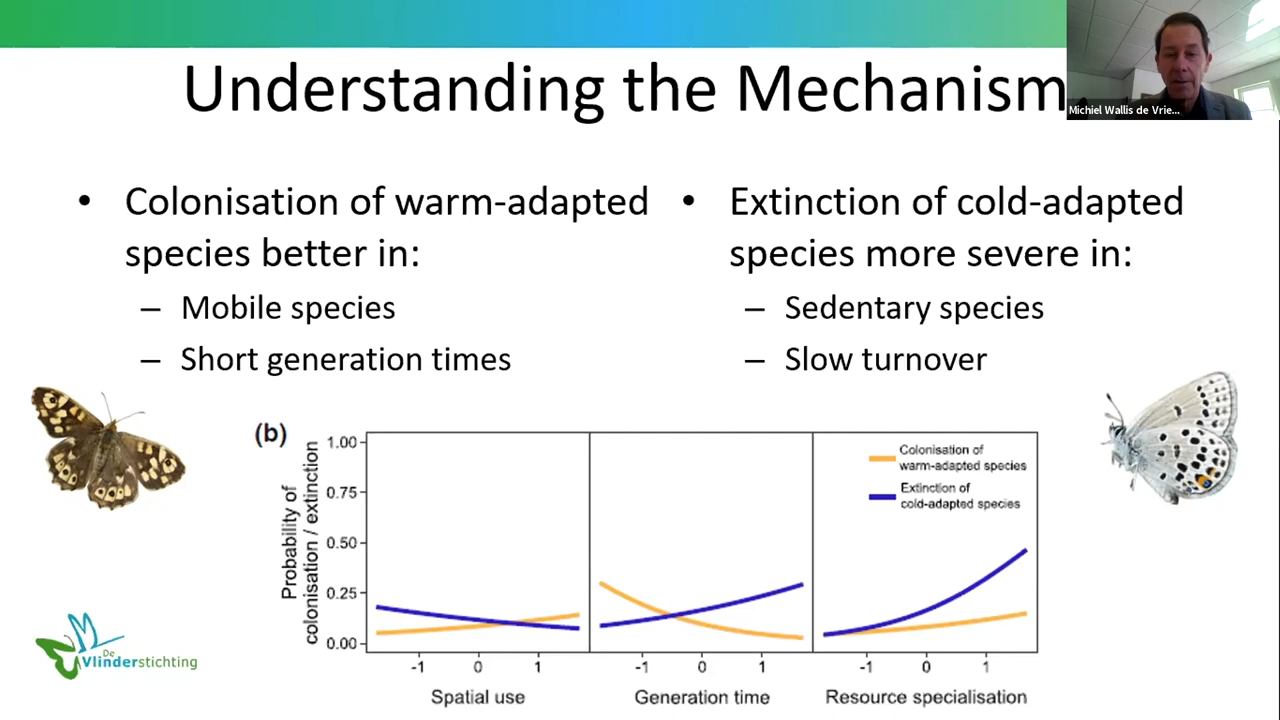 Understanding the Mechanism
Michiel Wallis de Vrie...
• Colonisation of warm-adapted
species better in:
– Mobile species
– Short generation times
• Extinction of cold-adapted
species more severe in:
– Sedentary species
– Slow turnover
(b)
Probability of
colonisation / extinction
1.00
0.75
0.50
0.25
0.00
Colonisation of
warm-adapted species
Extinction of
cold-adapted species
-1 0 1
-1 0 1
-1 0 1
Spatial use
Generation time
Resource specialisation
De
Vlinderstichting